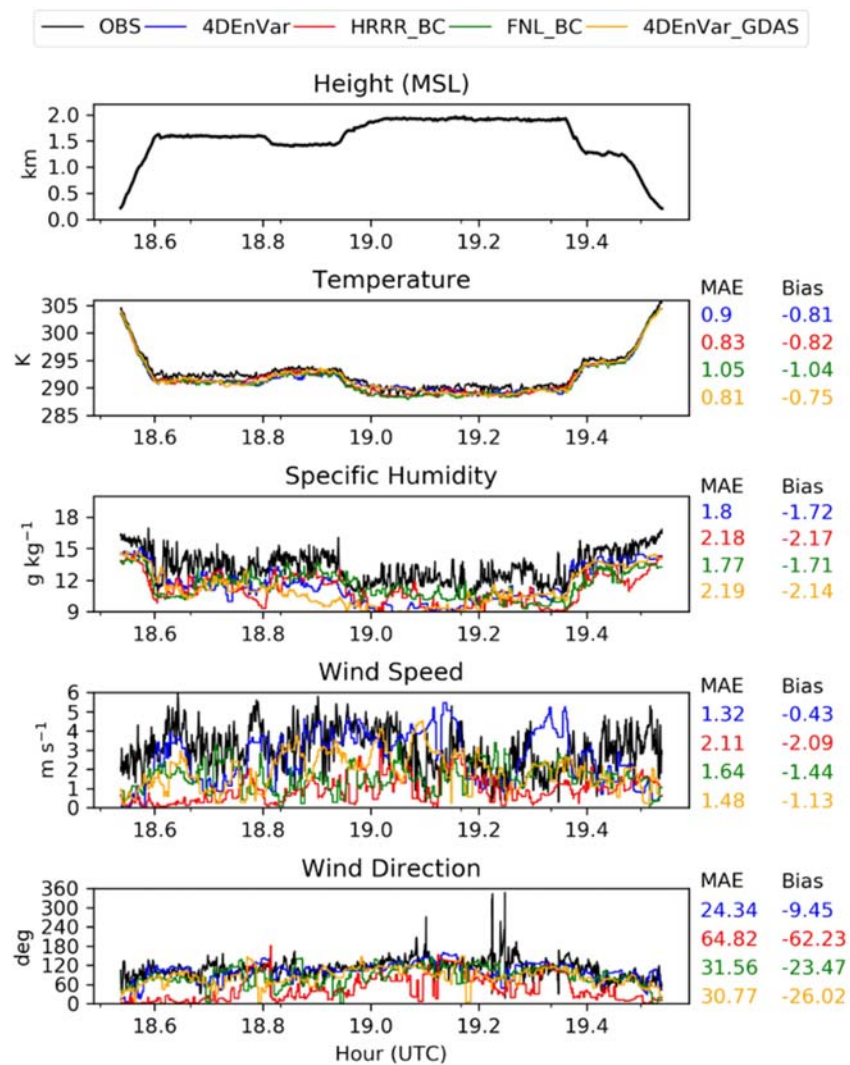 OBS 4DEnVar HRRR_BC FNL_BC 4DEnVar_GDAS
Height (MSL)
km
2.0
1.5
1.0
0.5
0.0
18.6 18.8 19.0 19.2 19.4
Temperature
K
305
300
295
290
285
18.6 18.8 19.0 19.2 19.4
MAE Bias
0.9 -0.81
0.83 -0.82
1.05 -1.04
0.81 -0.75
Specific Humidity
g kg⁻¹
18
15
12
9
18.6 18.8 19.0 19.2 19.4
MAE Bias
1.8 -1.72
2.18 -2.17
1.77 -1.71
2.19 -2.14
Wind Speed
m s⁻¹
6
5
4
3
2
1
0
18.6 18.8 19.0 19.2 19.4
MAE Bias
1.32 -0.43
2.11 -2.09
1.64 -1.44
1.48 -1.13
Wind Direction
deg
360
300
240
180
120
60
0
18.6 18.8 19.0 19.2 19.4
Hour (UTC)
MAE Bias
24.34 -9.45
64.82 -62.23
31.56 -23.47
30.77 -26.02